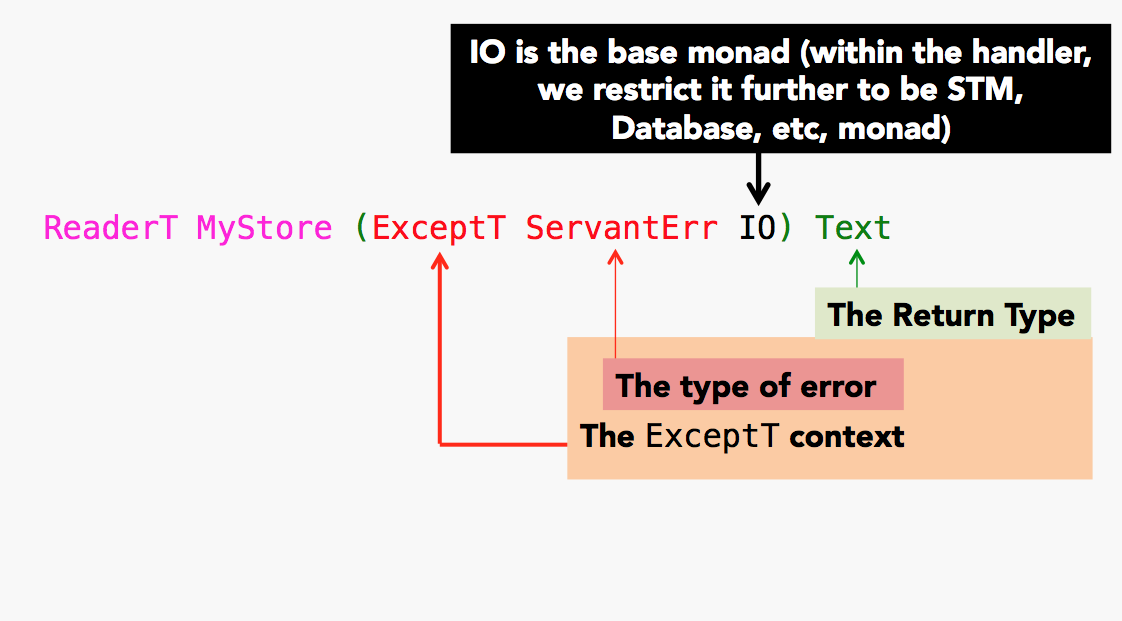 IO is the base monad (within the handler,
we restrict it further to be STM,
Database, etc, monad)
ReaderT MyStore (ExceptT ServantErr IO) Text
The Return Type
The type of error
The ExceptT context